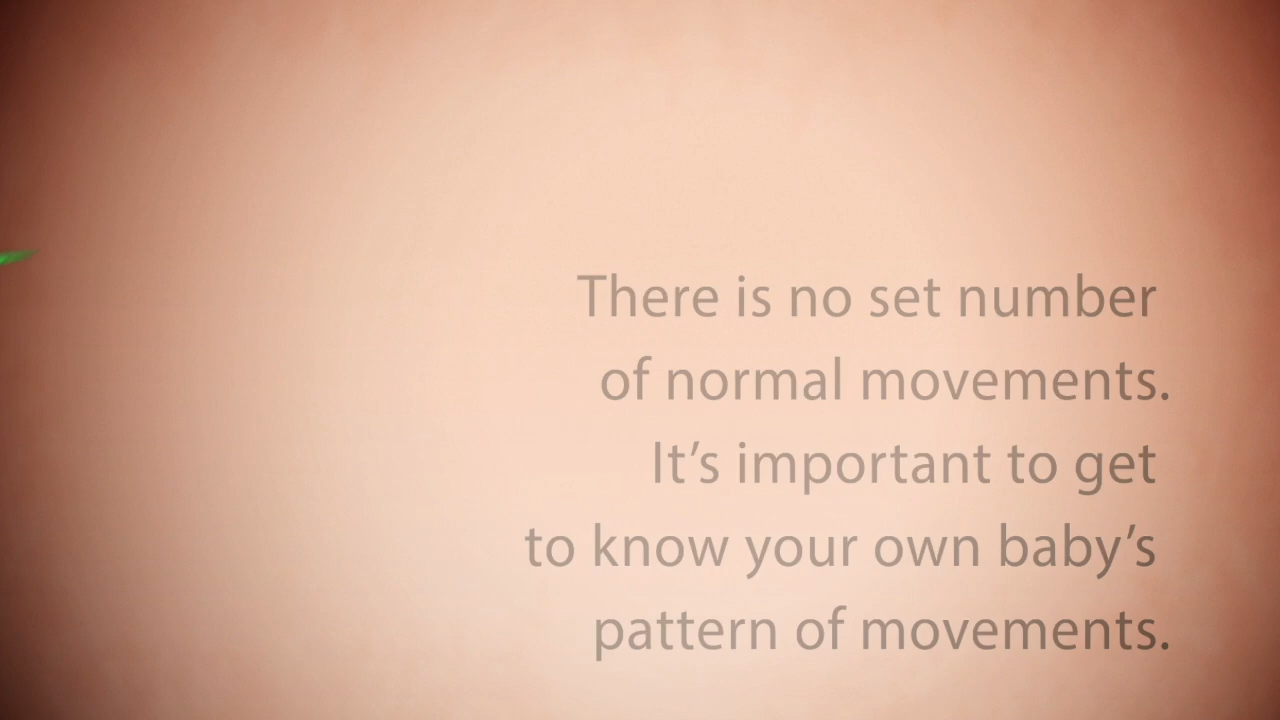 There is no set number
of normal movements.
It’s important to get
to know your own baby’s
pattern of movements.